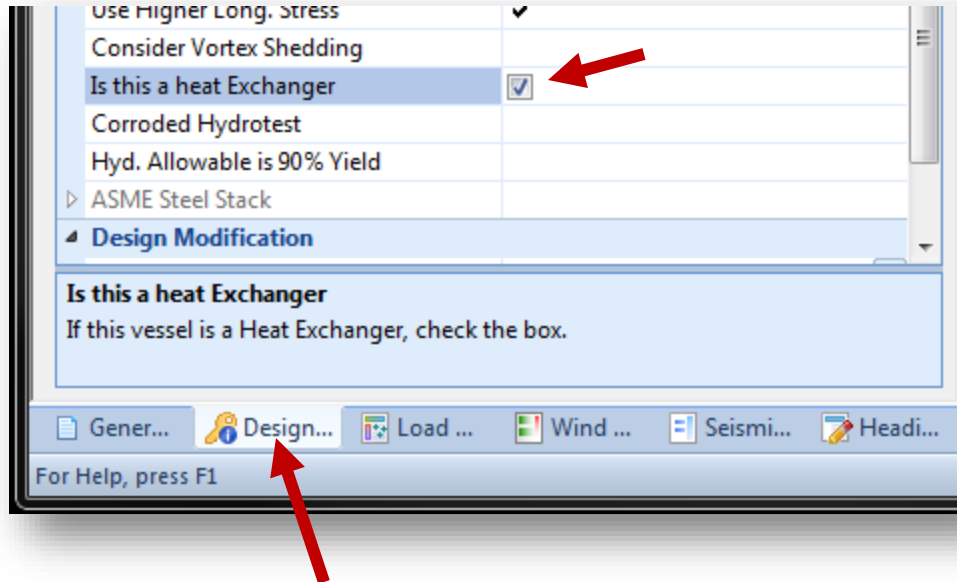 Use Higher Long. Stress
Consider Vortex Shedding
Is this a heat Exchanger
Corroded Hydrotest
Hyd. Allowable is 90% Yield
ASME Steel Stack
Design Modification
Is this a heat Exchanger
If this vessel is a Heat Exchanger, check the box.
Gener... Design... Load ... Wind ... Seismi... Headi...
For Help, press F1